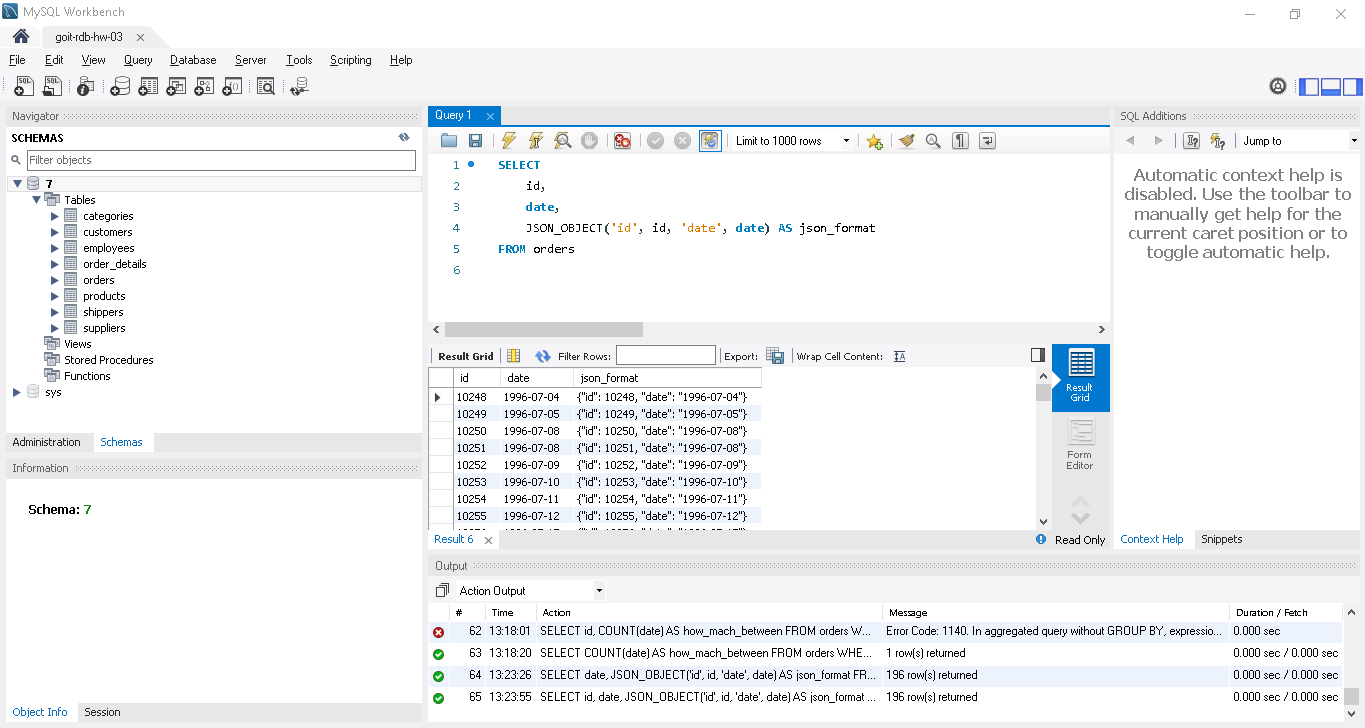 MySQL Workbench
goit-rdb-hw-03
File Edit View Query Database Server Tools Scripting Help
Navigator
SCHEMAS
Filter objects
7
Tables
categories
customers
employees
order_details
orders
products
shippers
suppliers
Views
Stored Procedures
Functions
sys
Administration Schemas
Information
Schema: 7
Object Info Session
Query 1
Limit to 1000 rows
1 SELECT
2 id,
3 date,
4 JSON_OBJECT('id', id, 'date', date) AS json_format
5 FROM orders
6
Result Grid Filter Rows: Export: Wrap Cell Content:
id date json_format
10248 1996-07-04 {"id": 10248, "date": "1996-07-04"}
10249 1996-07-05 {"id": 10249, "date": "1996-07-05"}
10250 1996-07-08 {"id": 10250, "date": "1996-07-08"}
10251 1996-07-08 {"id": 10251, "date": "1996-07-08"}
10252 1996-07-09 {"id": 10252, "date": "1996-07-09"}
10253 1996-07-10 {"id": 10253, "date": "1996-07-10"}
10254 1996-07-11 {"id": 10254, "date": "1996-07-11"}
10255 1996-07-12 {"id": 10255, "date": "1996-07-12"}
Result Grid
Form Editor
Result 6
Read Only
SQL Additions
Jump to
Automatic context help is
disabled. Use the toolbar to
manually get help for the
current caret position or to
toggle automatic help.
Context Help Snippets
Output
Action Output
# Time Action Message Duration / Fetch
62 13:18:01 SELECT id, COUNT(date) AS how_mach_between FROM orders W... Error Code: 1140. In aggregated query without GROUP BY, expressio... 0.000 sec
63 13:18:20 SELECT COUNT(date) AS how_mach_between FROM orders WHE... 1 row(s) returned 0.000 sec / 0.000 sec
64 13:23:26 SELECT date, JSON_OBJECT('id', id, 'date', date) AS json_format FR... 196 row(s) returned 0.000 sec / 0.000 sec
65 13:23:55 SELECT id, date, JSON_OBJECT('id', id, 'date', date) AS json_format ... 196 row(s) returned 0.000 sec / 0.000 sec